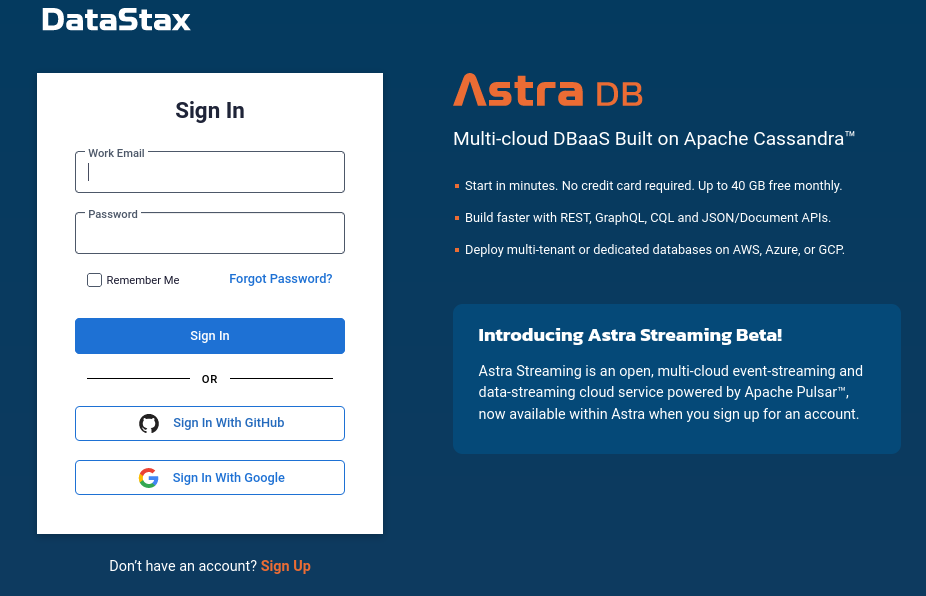 DataStax
Sign In
Work Email
Password
Remember Me
Forgot Password?
Sign In
OR
Sign In With GitHub
Sign In With Google
Don't have an account? Sign Up
Astra DB
Multi-cloud DBaaS Built on Apache Cassandra™
Start in minutes. No credit card required. Up to 40 GB free monthly.
Build faster with REST, GraphQL, CQL and JSON/Document APIs.
Deploy multi-tenant or dedicated databases on AWS, Azure, or GCP.
Introducing Astra Streaming Beta!
Astra Streaming is an open, multi-cloud event-streaming and
data-streaming cloud service powered by Apache Pulsar™,
now available within Astra when you sign up for an account.